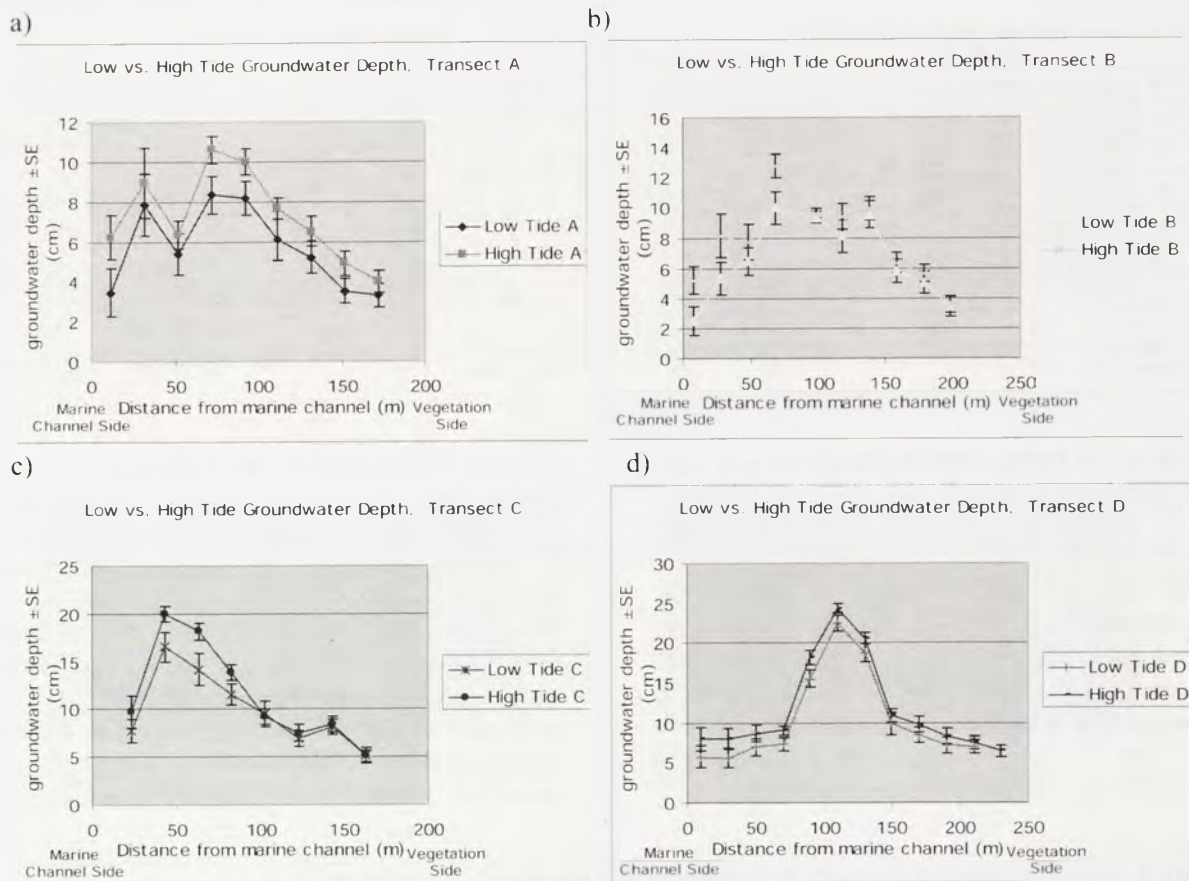 a)
Low vs. High Tide Groundwater Depth, Transect A
groundwater depth ±SE
(cm)
12
10
8
6
4
2
0
0 50 100 150 200
Marine Distance from marine channel (m) Vegetation
Channel Side Side
Low Tide A
High Tide A
b)
Low vs. High Tide Groundwater Depth, Transect B
groundwater depth ±SE
(cm)
16
14
12
10
8
6
4
2
0
0 50 100 150 200 250
Marine Distance from marine channel (m) Vegetation
Channel Side Side
Low Tide B
High Tide B
c)
Low vs. High Tide Groundwater Depth, Transect C
groundwater depth ±SE
(cm)
25
20
15
10
5
0
0 50 100 150 200
Marine Distance from marine channel (m) Vegetation
Channel Side Side
Low Tide C
High Tide C
d)
Low vs. High Tide Groundwater Depth, Transect D
groundwater depth ±SE
(cm)
30
25
20
15
10
5
0
0 50 100 150 200 250
Marine Distance from marine channel (m) Vegetation
Channel Side Side
Low Tide D
High Tide D